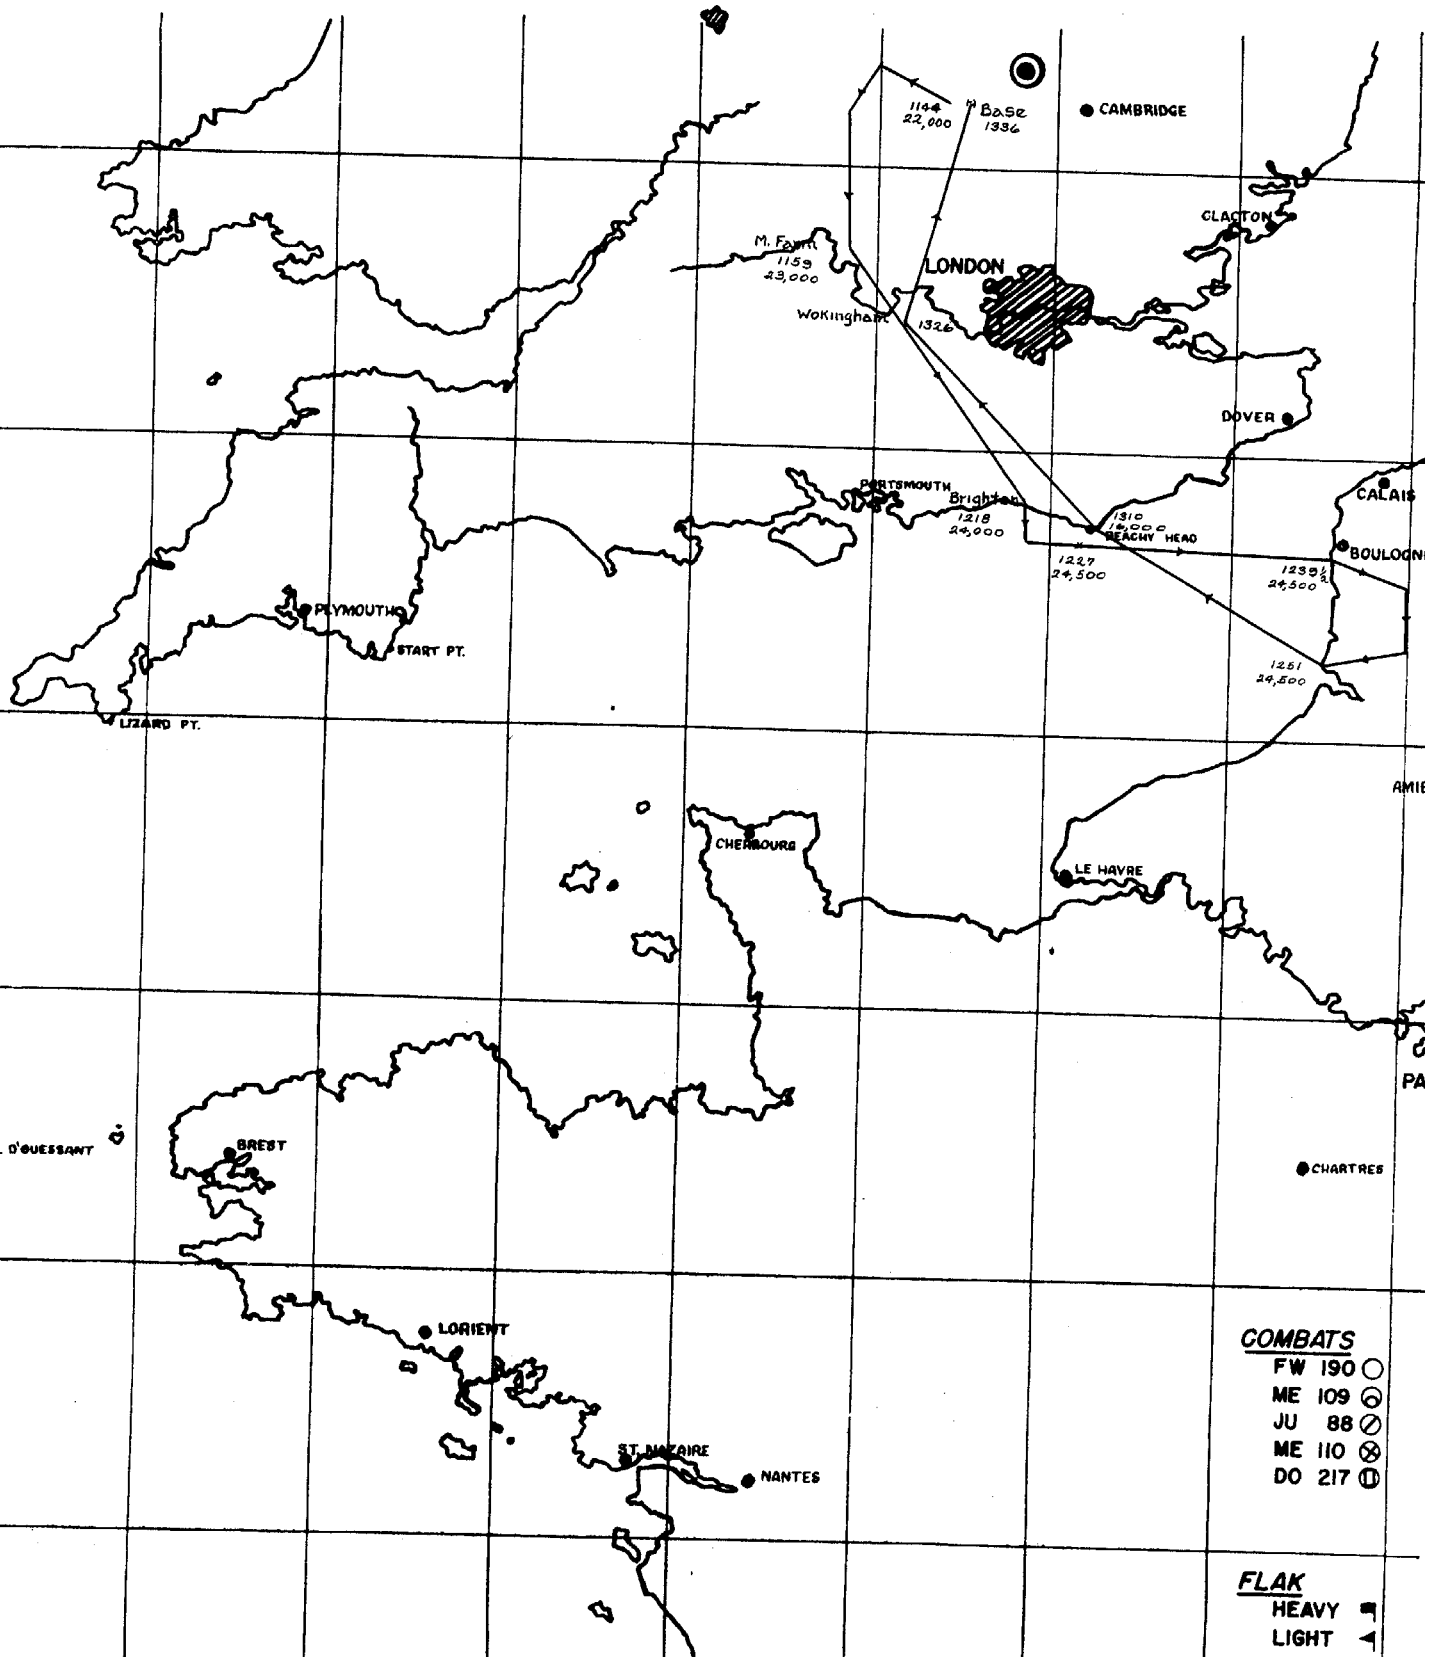 1144
22,000
Base
1336
CAMBRIDGE
CLACTON
M. Farm
1159
23,000
LONDON
Wokingham
1326
DOVER
PORTSMOUTH
Brighton
1218
24,000
1310
16,000
BEACHY HEAD
CALAIS
BOULOGN
1227
24,500
1239½
24,500
PLYMOUTH
START PT.
1251
24,500
LIZARD PT.
AMIE
CHERBOURG
LE HAVRE
PA
D'OUESSANT
BREST
CHARTRES
LORIENT
ST. NAZAIRE
NANTES
COMBATS
FW 190
ME 109
JU 88
ME 110
DO 217
FLAK
HEAVY
LIGHT